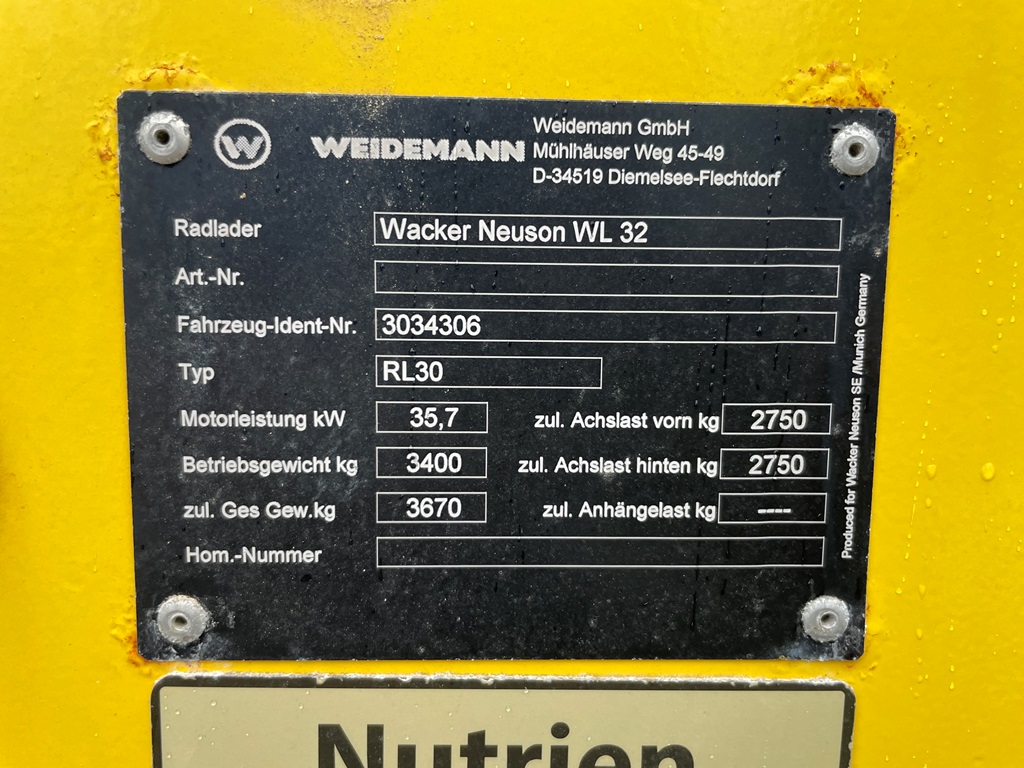 W WEIDEMANN
Weidemann GmbH
Mühlhäuser Weg 45-49
D-34519 Diemelsee-Flechtdorf
Radlader Wacker Neuson WL 32
Art.-Nr.
Fahrzeug-Ident-Nr. 3034306
Typ RL30
Motorleistung kW 35,7 zul. Achslast vorn kg 2750
Betriebsgewicht kg 3400 zul. Achslast hinten kg 2750
zul. Ges Gew.kg 3670 zul. Anhängelast kg ----
Hom.-Nummer
Produced for Wacker Neuson SE /Munich Germany
Nutrien